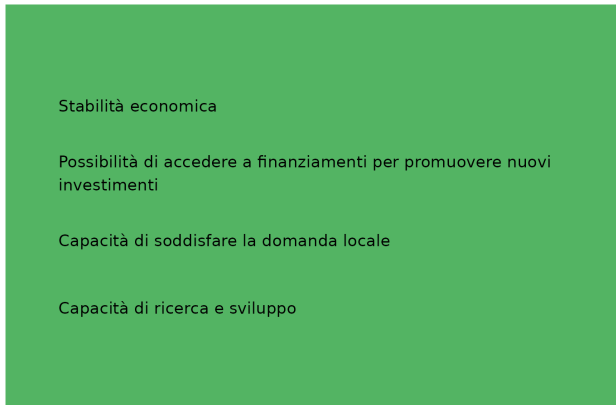 Stabilità economica
Possibilità di accedere a finanziamenti per promuovere nuovi
investimenti
Capacità di soddisfare la domanda locale
Capacità di ricerca e sviluppo